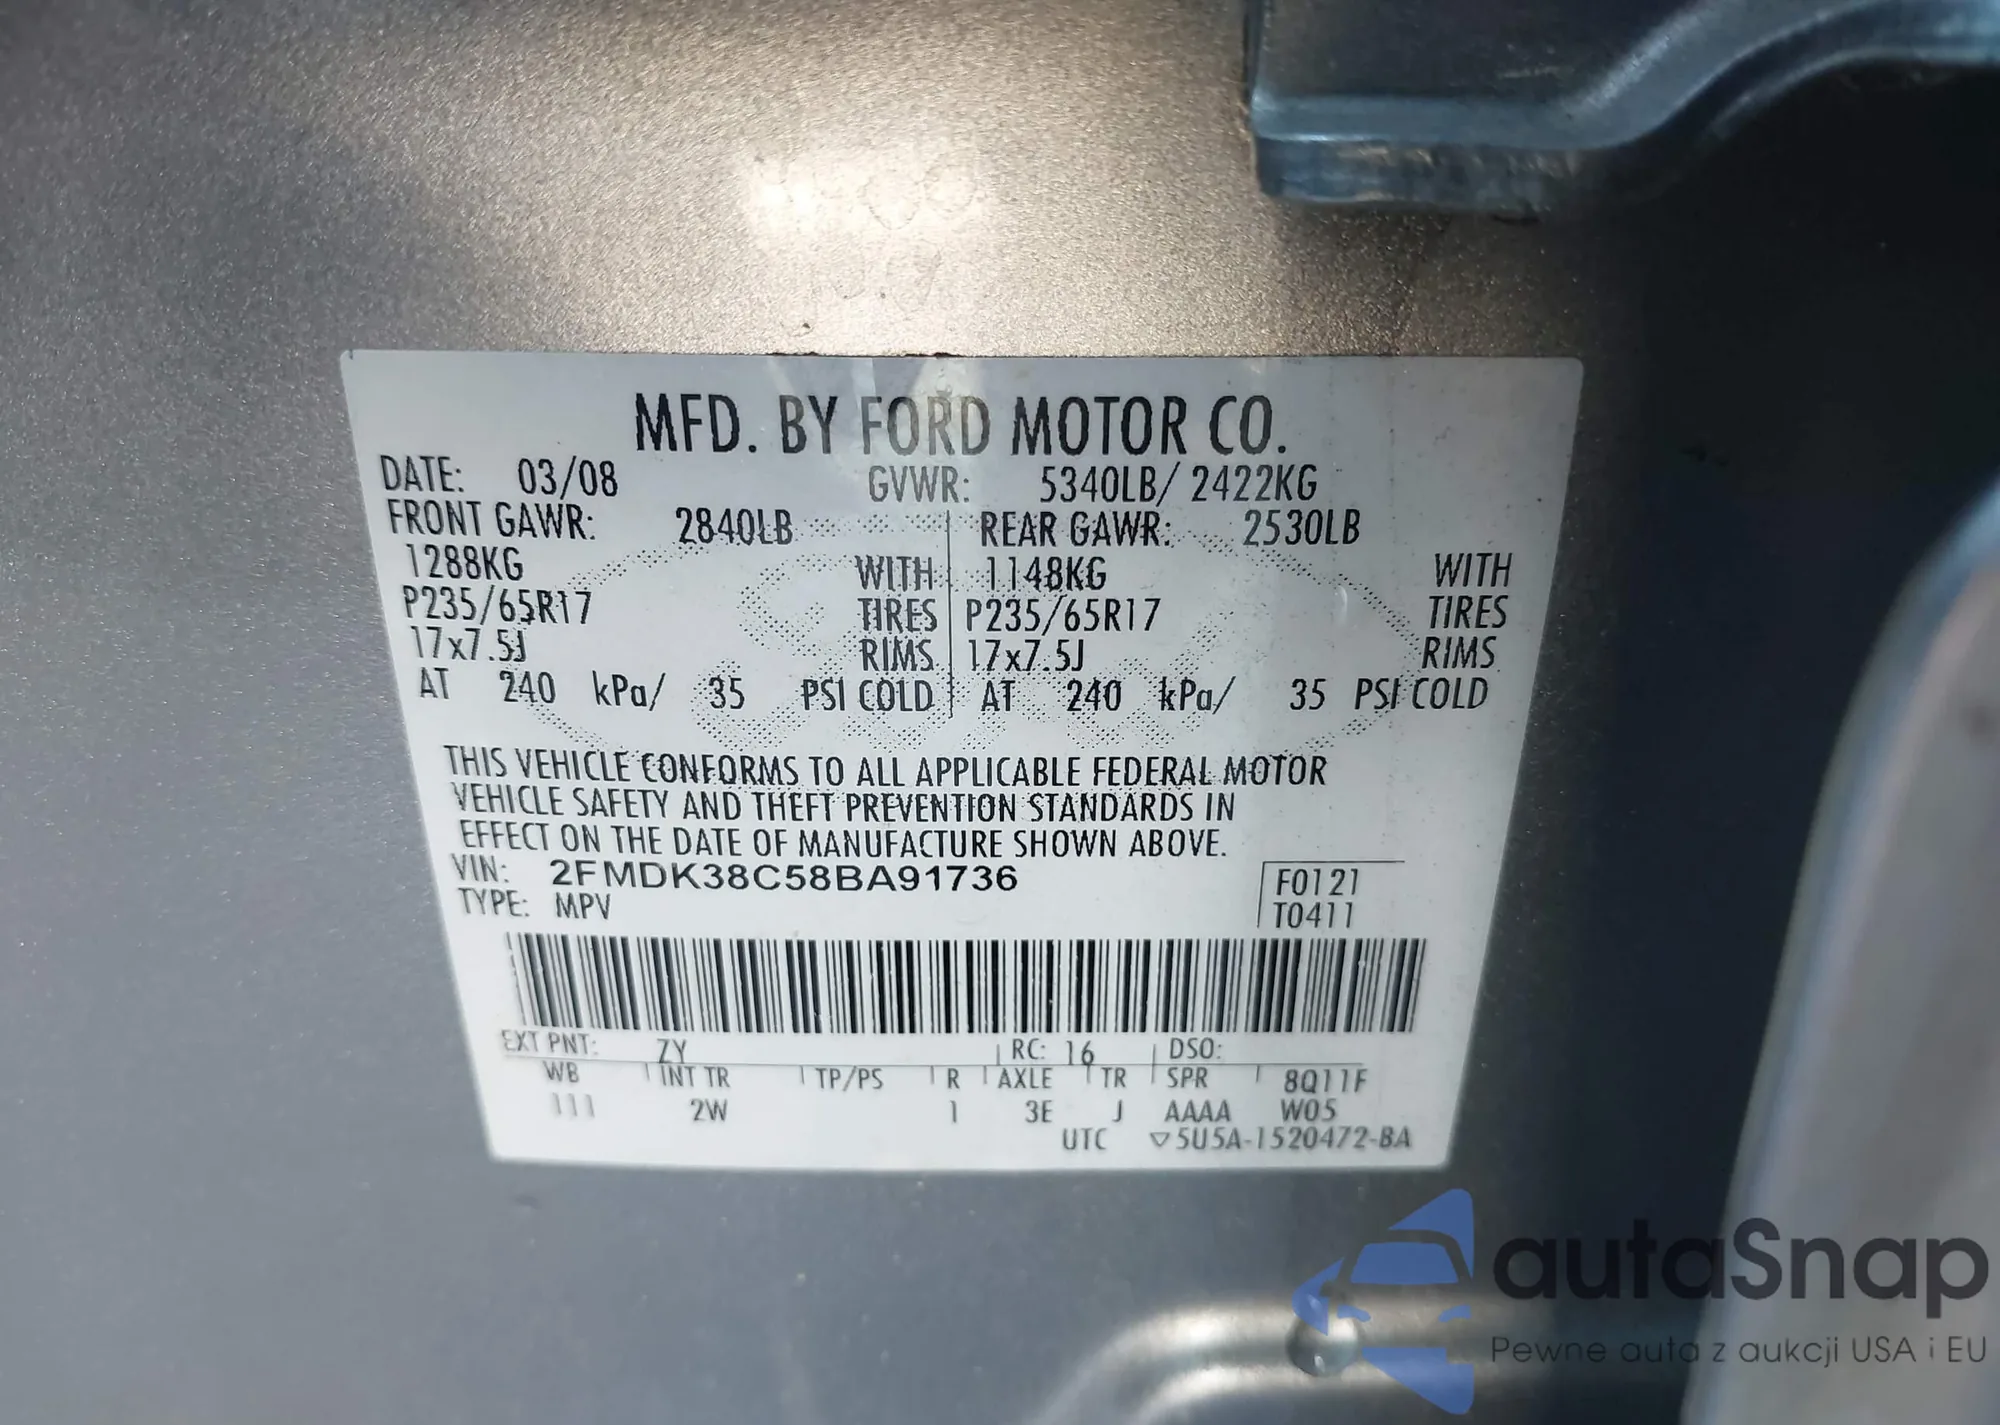 MFD. BY FORD MOTOR CO.
DATE: 03/08 GVWR: 5340LB/ 2422KG
FRONT GAWR: 2840LB REAR GAWR: 2530LB
1288KG WITH 1148KG WITH
P235/65R17 TIRES P235/65R17 TIRES
17x7.5J RIMS 17x7.5J RIMS
AT 240 kPa/ 35 PSI COLD AT 240 kPa/ 35 PSI COLD
THIS VEHICLE CONFORMS TO ALL APPLICABLE FEDERAL MOTOR
VEHICLE SAFETY AND THEFT PREVENTION STANDARDS IN
EFFECT ON THE DATE OF MANUFACTURE SHOWN ABOVE.
VIN: 2FMDK38C58BA91736 F0121
TYPE: MPV T0411
EXT PNT: ZY RC: 16 DSO:
WB INT TR TP/PS R AXLE TR SPR 8Q11F
111 2W 1 3E J AAAA W05
UTC ▽5U5A-1520472-BA
autaSnap
Pewne auta z aukcji USA i EU